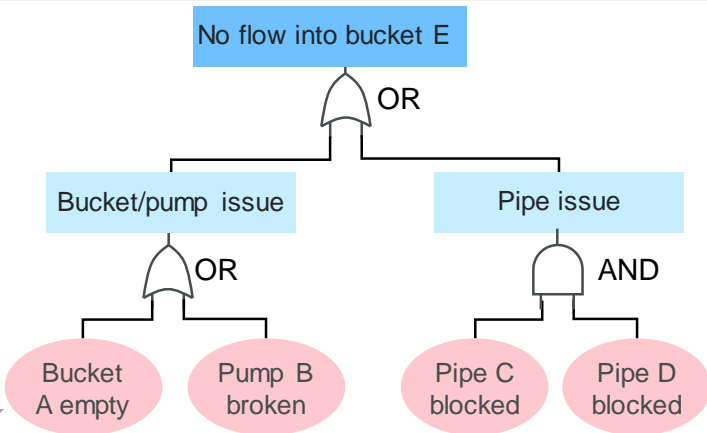 No flow into bucket E
OR
Bucket/pump issue
Pipe issue
OR
AND
Bucket
A empty
Pump B
broken
Pipe C
blocked
Pipe D
blocked